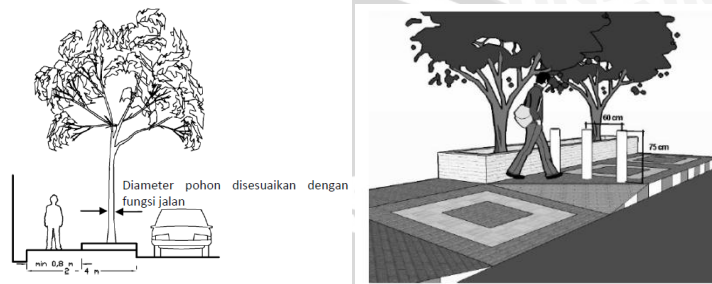 Diameter pohon disesuaikan dengan
fungsi jalan
min 0,8 m
2 - 4 m
60 cm
75 cm